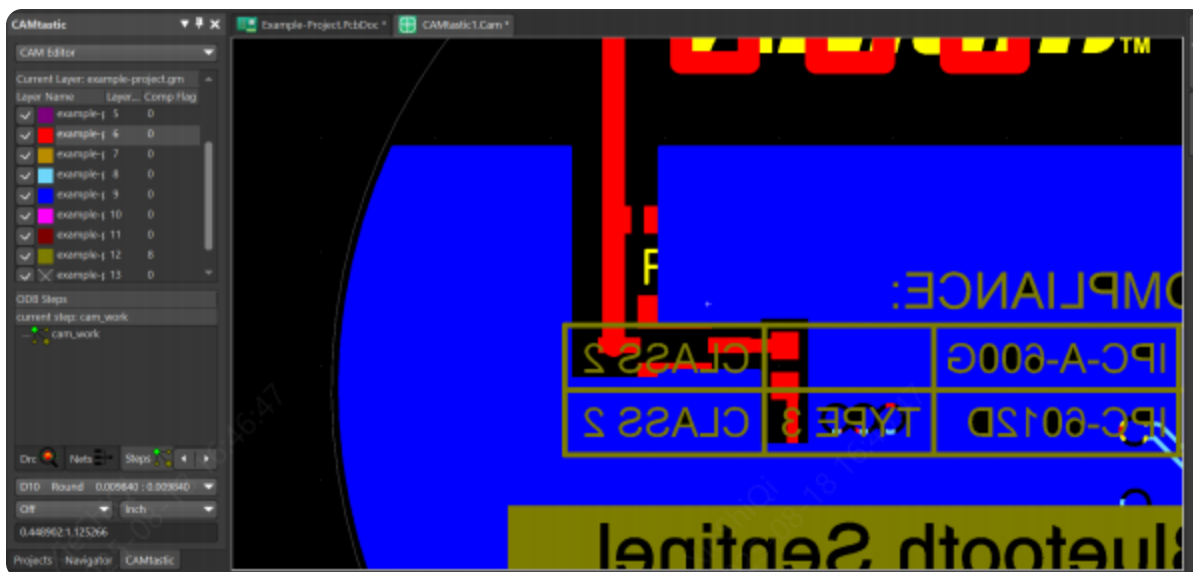 CAMtastic
Example-Project.PcbDoc *
CAMtastic1.Cam *
CAM Editor
Current Layer: example-project.gm
Layer Name Layer... Comp Flag
example-p 5 0
example-p 6 0
example-p 7 0
example-p 8 0
example-p 9 0
example-p 10 0
example-p 11 0
example-p 12 8
example-p 13 0
ODB Steps
current step: cam_work
cam_work
Drc Nets Steps
D10 Round 0.009840 : 0.009840
Off Inch
0.448902:1.125266
Projects Navigator CAMtastic
TM
OMPLIANCE:
IPC-A-600G CLASS 2
IPC-6012D TYPE 3 CLASS 2
Bluetooth Sentinel